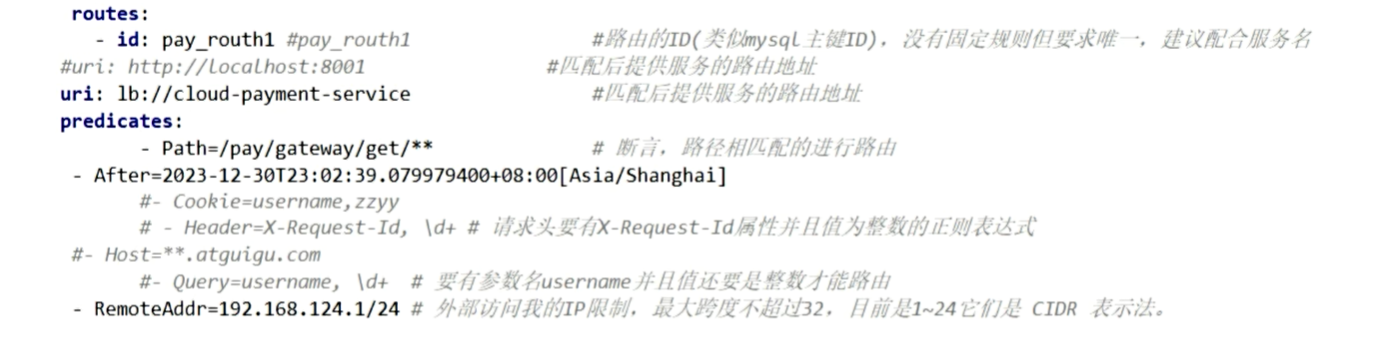 routes:
- id: pay_routh1 #pay_routh1 #路由的ID(类似mysql主键ID)，没有固定规则但要求唯一，建议配合服务名
#uri: http://localhost:8001 #匹配后提供服务的路由地址
uri: lb://cloud-payment-service #匹配后提供服务的路由地址
predicates:
- Path=/pay/gateway/get/** # 断言，路径相匹配的进行路由
- After=2023-12-30T23:02:39.079979400+08:00[Asia/Shanghai]
#- Cookie=username,zzyy
# - Header=X-Request-Id, \d+ # 请求头要有X-Request-Id属性并且值为整数的正则表达式
#- Host=**.atguigu.com
#- Query=username, \d+ # 要有参数名username并且值还要是整数才能路由
- RemoteAddr=192.168.124.1/24 # 外部访问我的IP限制，最大跨度不超过32，目前是1~24它们是 CIDR 表示法。